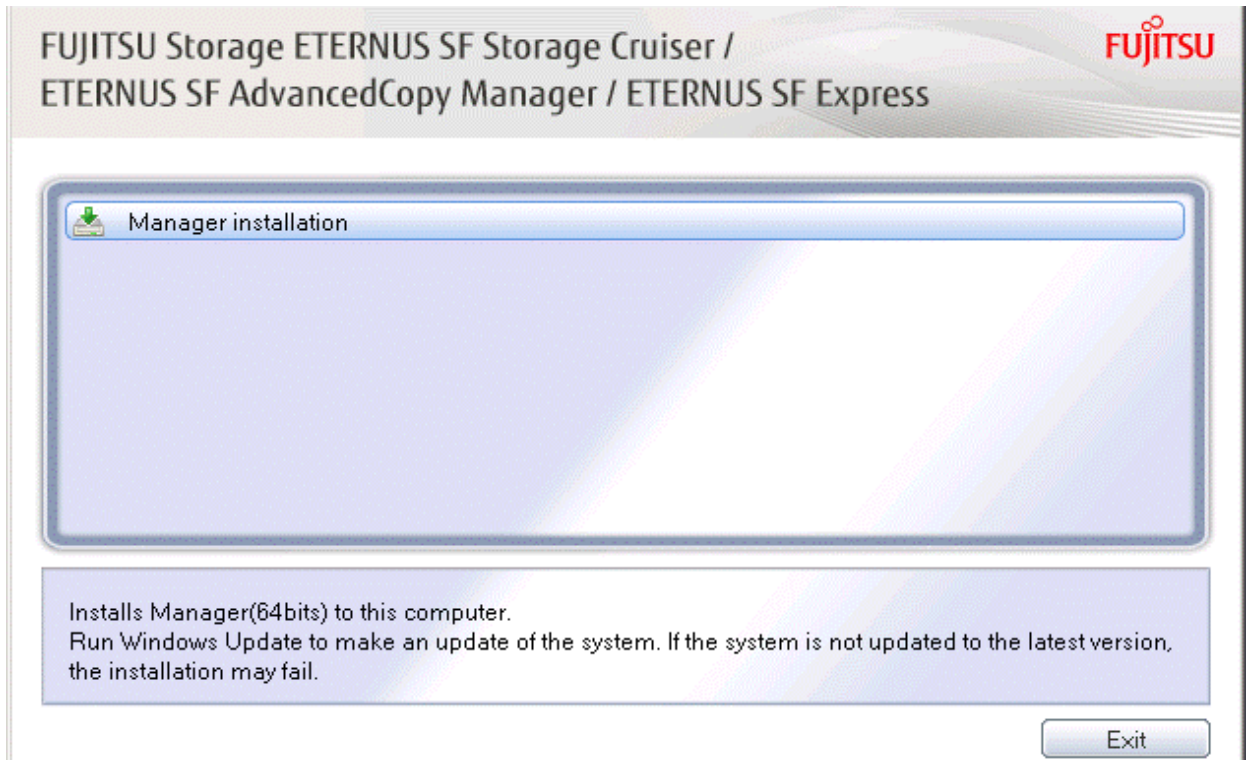 FUJITSU Storage ETERNUS SF Storage Cruiser /
ETERNUS SF AdvancedCopy Manager / ETERNUS SF Express
FUJITSU
Manager installation
Installs Manager(64bits) to this computer.
Run Windows Update to make an update of the system. If the system is not updated to the latest version,
the installation may fail.
Exit